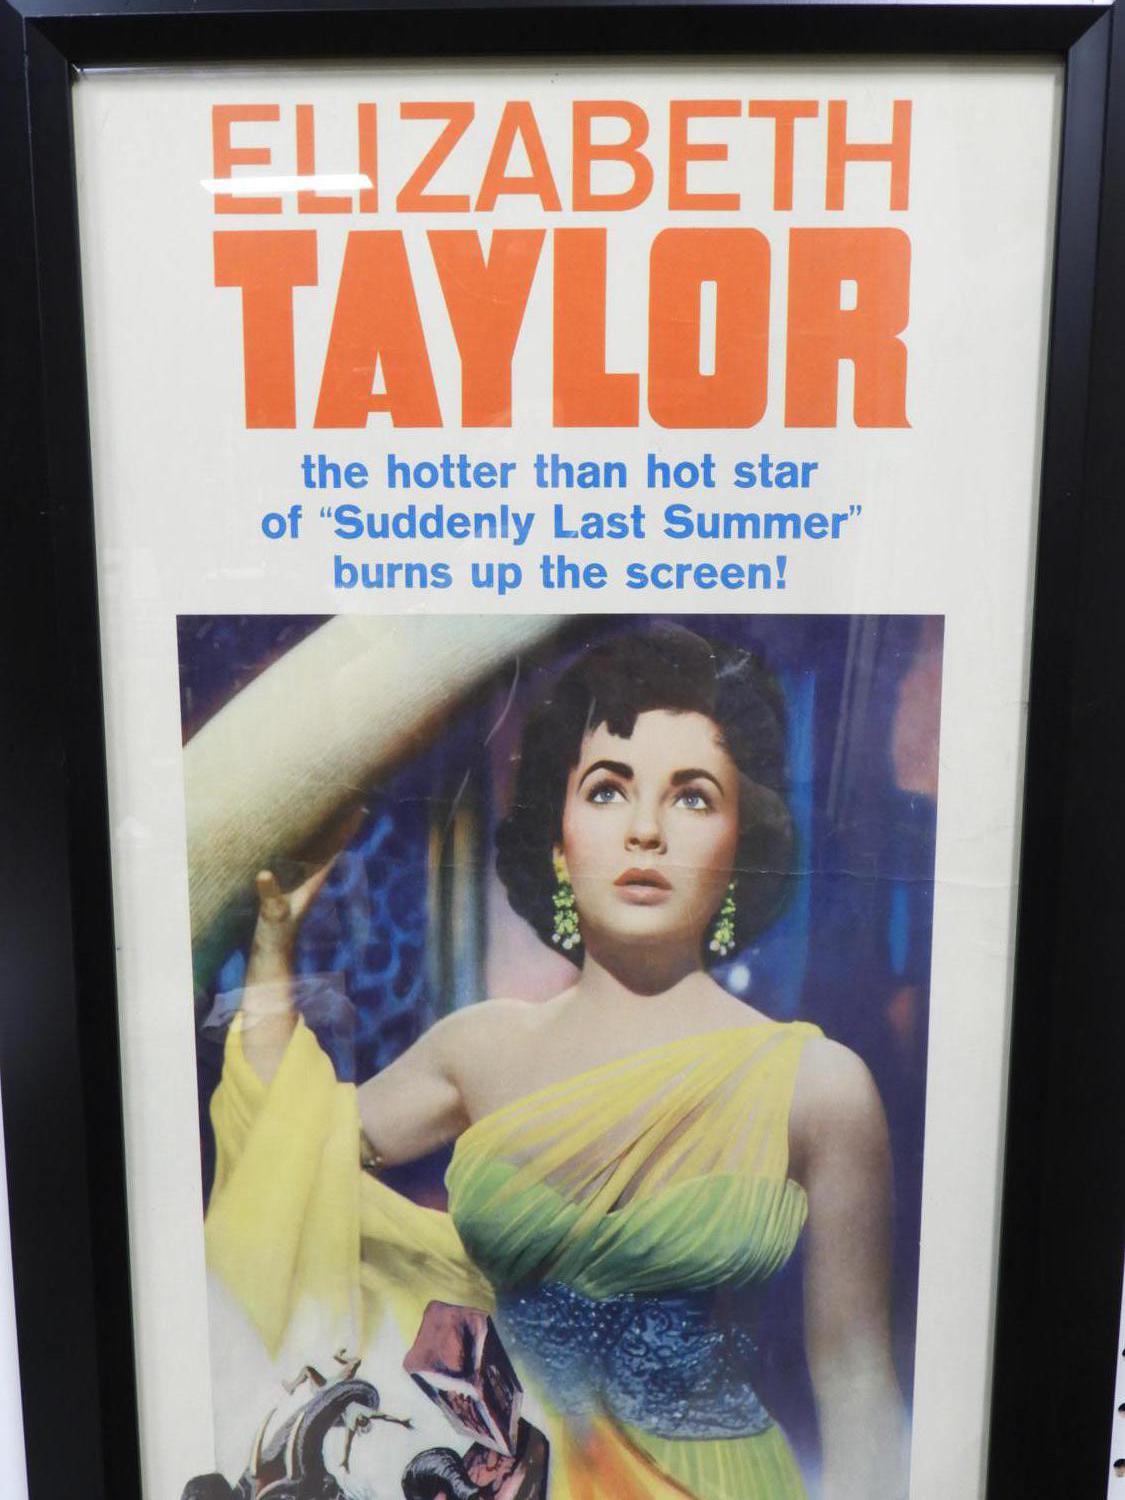 ELIZABETH
TAYLOR
the hotter than hot star
of “Suddenly Last Summer”
burns up the screen!